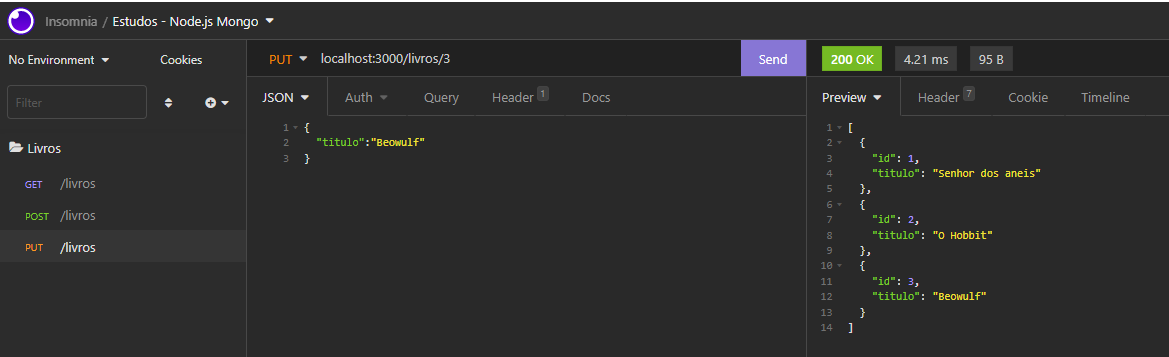 Insomnia / Estudos - Node.js Mongo
No Environment Cookies
PUT localhost:3000/livros/3 Send
200 OK 4.21 ms 95 B
Filter
JSON Auth Query Header 1 Docs
Preview Header 7 Cookie Timeline
Livros
GET /livros
POST /livros
PUT /livros
1 {
2 "titulo":"Beowulf"
3 }
1 [
2 {
3 "id": 1,
4 "titulo": "Senhor dos aneis"
5 },
6 {
7 "id": 2,
8 "titulo": "O Hobbit"
9 },
10 {
11 "id": 3,
12 "titulo": "Beowulf"
13 }
14 ]